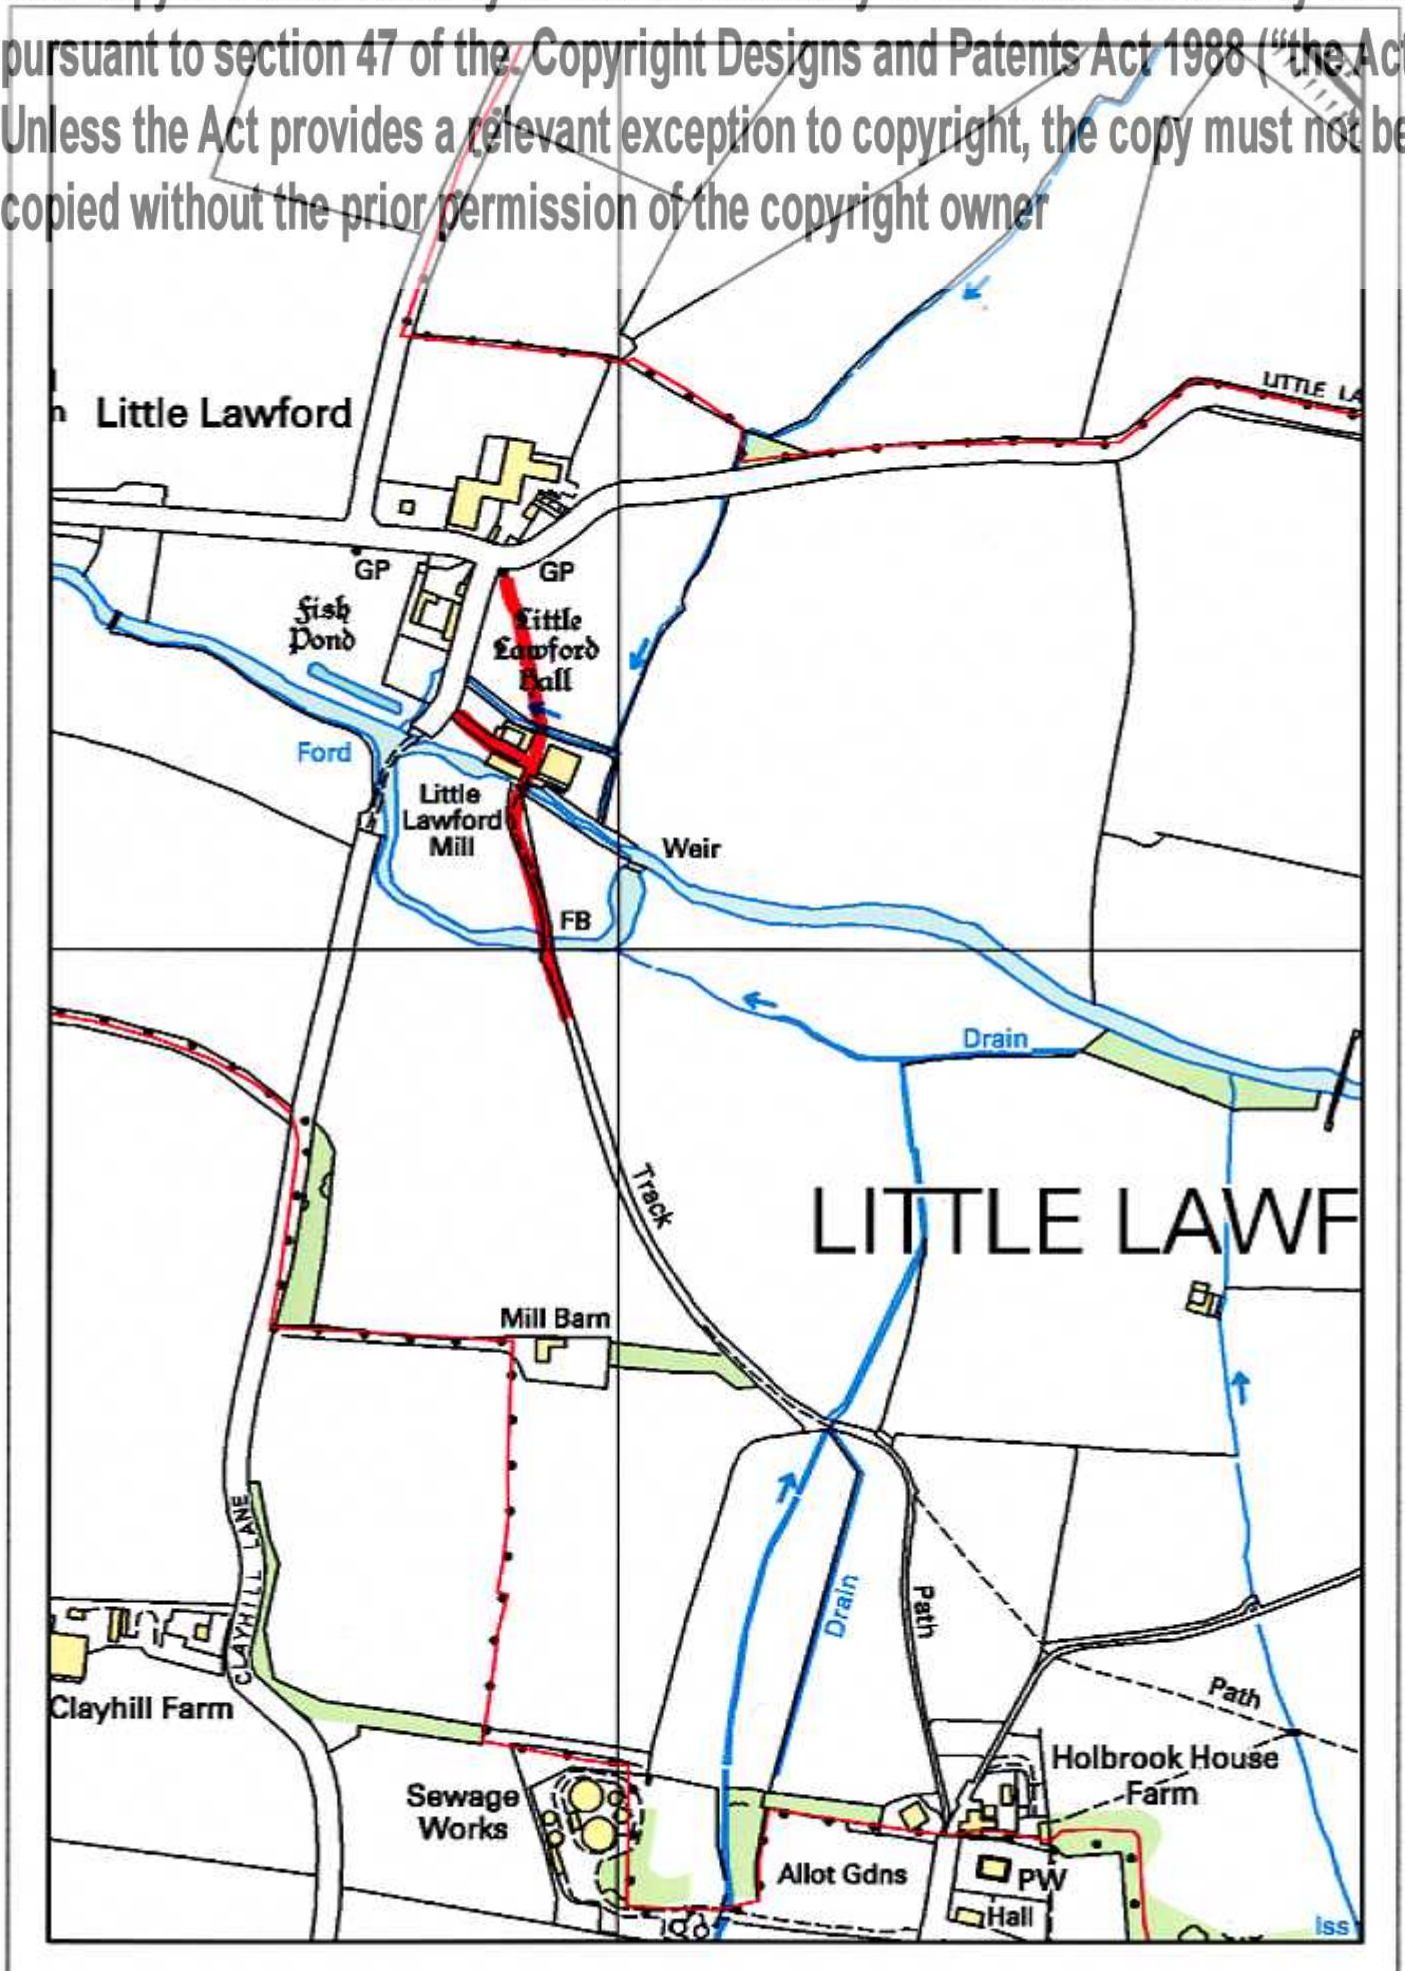 pursuant to section 47 of the Copyright Designs and Patents Act 1988 ("the Act
Unless the Act provides a relevant exception to copyright, the copy must not be
copied without the prior permission of the copyright owner
LITTLE LA
Little Lawford
GP
GP
Fish
Pond
Little
Lawford
Hall
Ford
Little
Lawford
Mill
Weir
FB
Drain
Track
LITTLE LAWF
Mill Barn
CLAYHILL LANE
Drain
Path
Clayhill Farm
Path
Holbrook House
Farm
Sewage
Works
Allot Gdns
PW
Hall
Iss